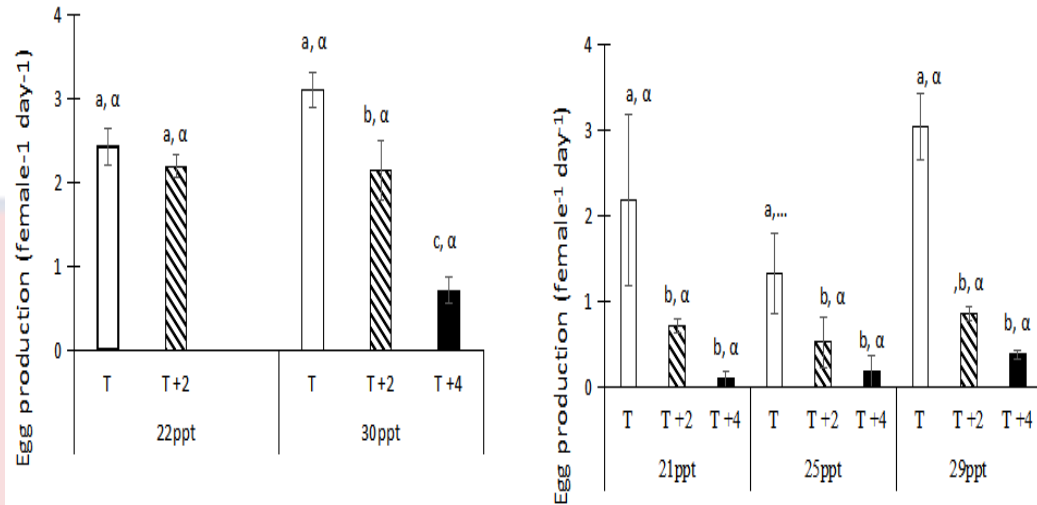 Egg production (female-1 day-1)
4
3
2
1
0
a, α
a, α
a, α
b, α
c, α
T
T+2
T
T+2
T +4
22ppt
30ppt
Egg production (female-1 day-1)
4
3
2
1
0
a, α
b, α
b, α
a,...
b, α
b, α
a, α
,b, α
b, α
T
T +2
T +4
T
T +2
T +4
T
T +2
T +4
21ppt
25ppt
29ppt